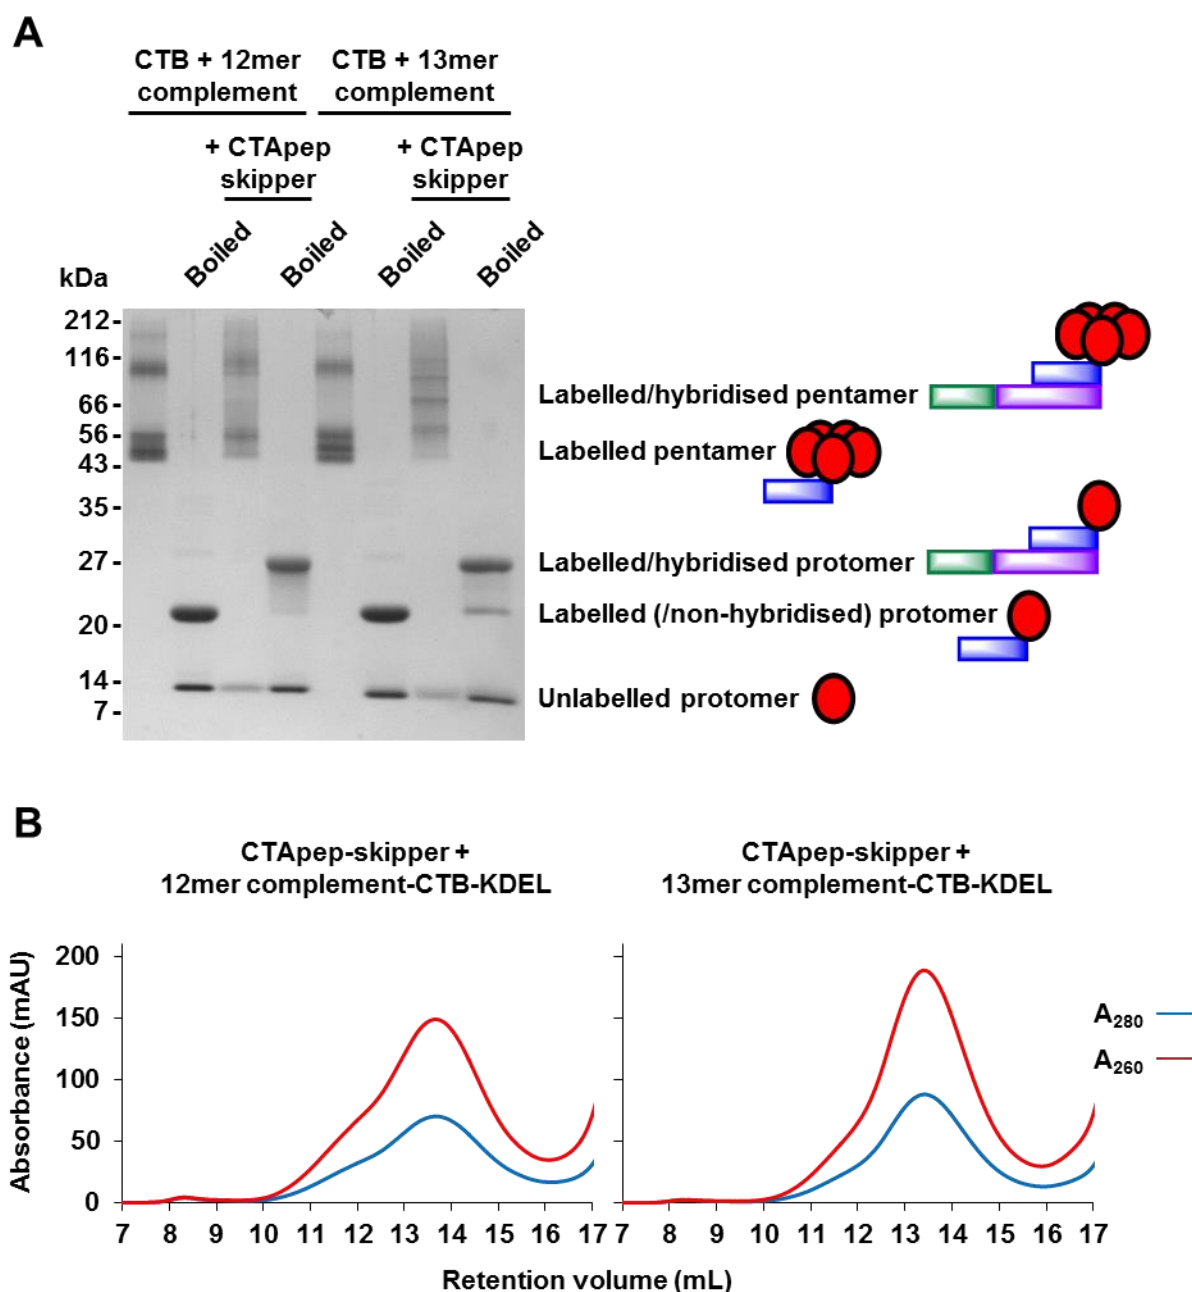 A
CTB + 12mer
complement
CTB + 13mer
complement
+ CTApep
skipper
+ CTApep
skipper
Boiled
Boiled
Boiled
Boiled
kDa
212-
116-
66-
56-
43-
35-
27-
20-
14-
7-
Labelled/hybridised pentamer
Labelled pentamer
Labelled/hybridised protomer
Labelled (/non-hybridised) protomer
Unlabelled protomer
B
CTApep-skipper +
12mer complement-CTB-KDEL
CTApep-skipper +
13mer complement-CTB-KDEL
Absorbance (mAU)
200
150
100
50
0
7 8 9 10 11 12 13 14 15 16 17
7 8 9 10 11 12 13 14 15 16 17
A280
A260
Retention volume (mL)